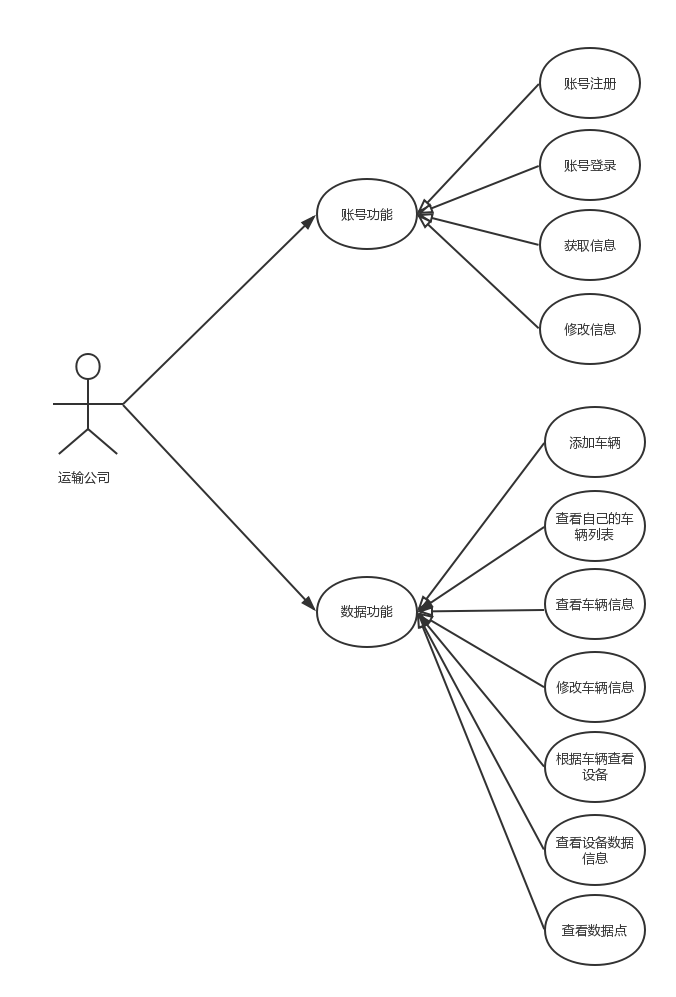 账号注册
账号登录
账号功能
获取信息
修改信息
运输公司
添加车辆
查看自己的车
辆列表
查看车辆信息
数据功能
修改车辆信息
根据车辆查看
设备
查看设备数据
信息
查看数据点